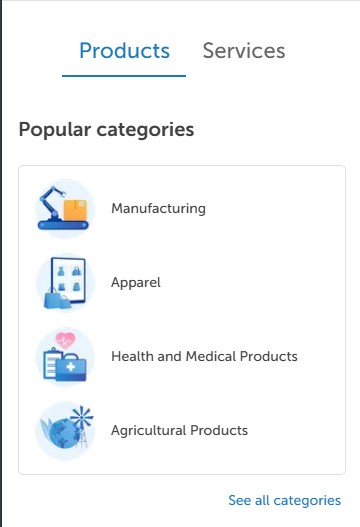 Products Services
Popular categories
Manufacturing
Apparel
Health and Medical Products
Agricultural Products
See all categories